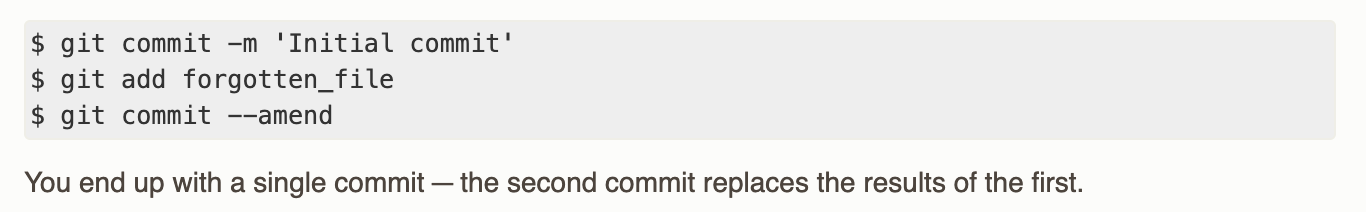 $ git commit -m 'Initial commit'
$ git add forgotten_file
$ git commit --amend
You end up with a single commit — the second commit replaces the results of the first.